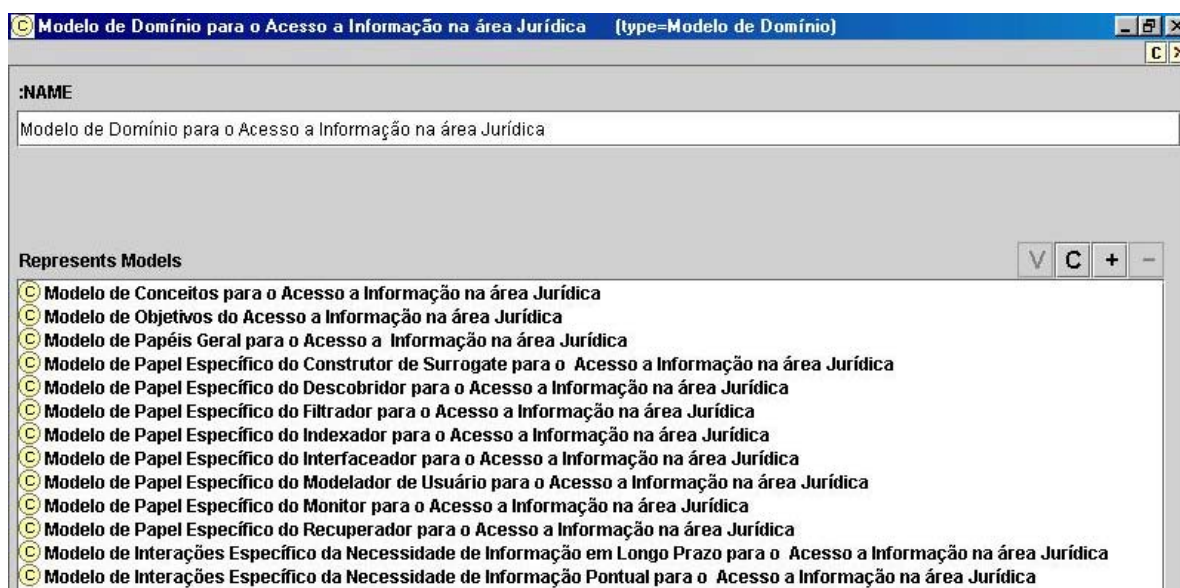 C Modelo de Domínio para o Acesso a Informação na área Jurídica (type=Modelo de Domínio)
C
:NAME
Modelo de Domínio para o Acesso a Informação na área Jurídica
Represents Models V C + −
C Modelo de Conceitos para o Acesso a Informação na área Jurídica
C Modelo de Objetivos do Acesso a Informação na área Jurídica
C Modelo de Papéis Geral para o Acesso a Informação na área Jurídica
C Modelo de Papel Específico do Construtor de Surrogate para o Acesso a Informação na área Jurídica
C Modelo de Papel Específico do Descobridor para o Acesso a Informação na área Jurídica
C Modelo de Papel Específico do Filtrador para o Acesso a Informação na área Jurídica
C Modelo de Papel Específico do Indexador para o Acesso a Informação na área Jurídica
C Modelo de Papel Específico do Interfaceador para o Acesso a Informação na área Jurídica
C Modelo de Papel Específico do Modelador de Usuário para o Acesso a Informação na área Jurídica
C Modelo de Papel Específico do Monitor para o Acesso a Informação na área Jurídica
C Modelo de Papel Específico do Recuperador para o Acesso a Informação na área Jurídica
C Modelo de Interações Específico da Necessidade de Informação em Longo Prazo para o Acesso a Informação na área Jurídica
C Modelo de Interações Específico da Necessidade de Informação Pontual para o Acesso a Informação na área Jurídica